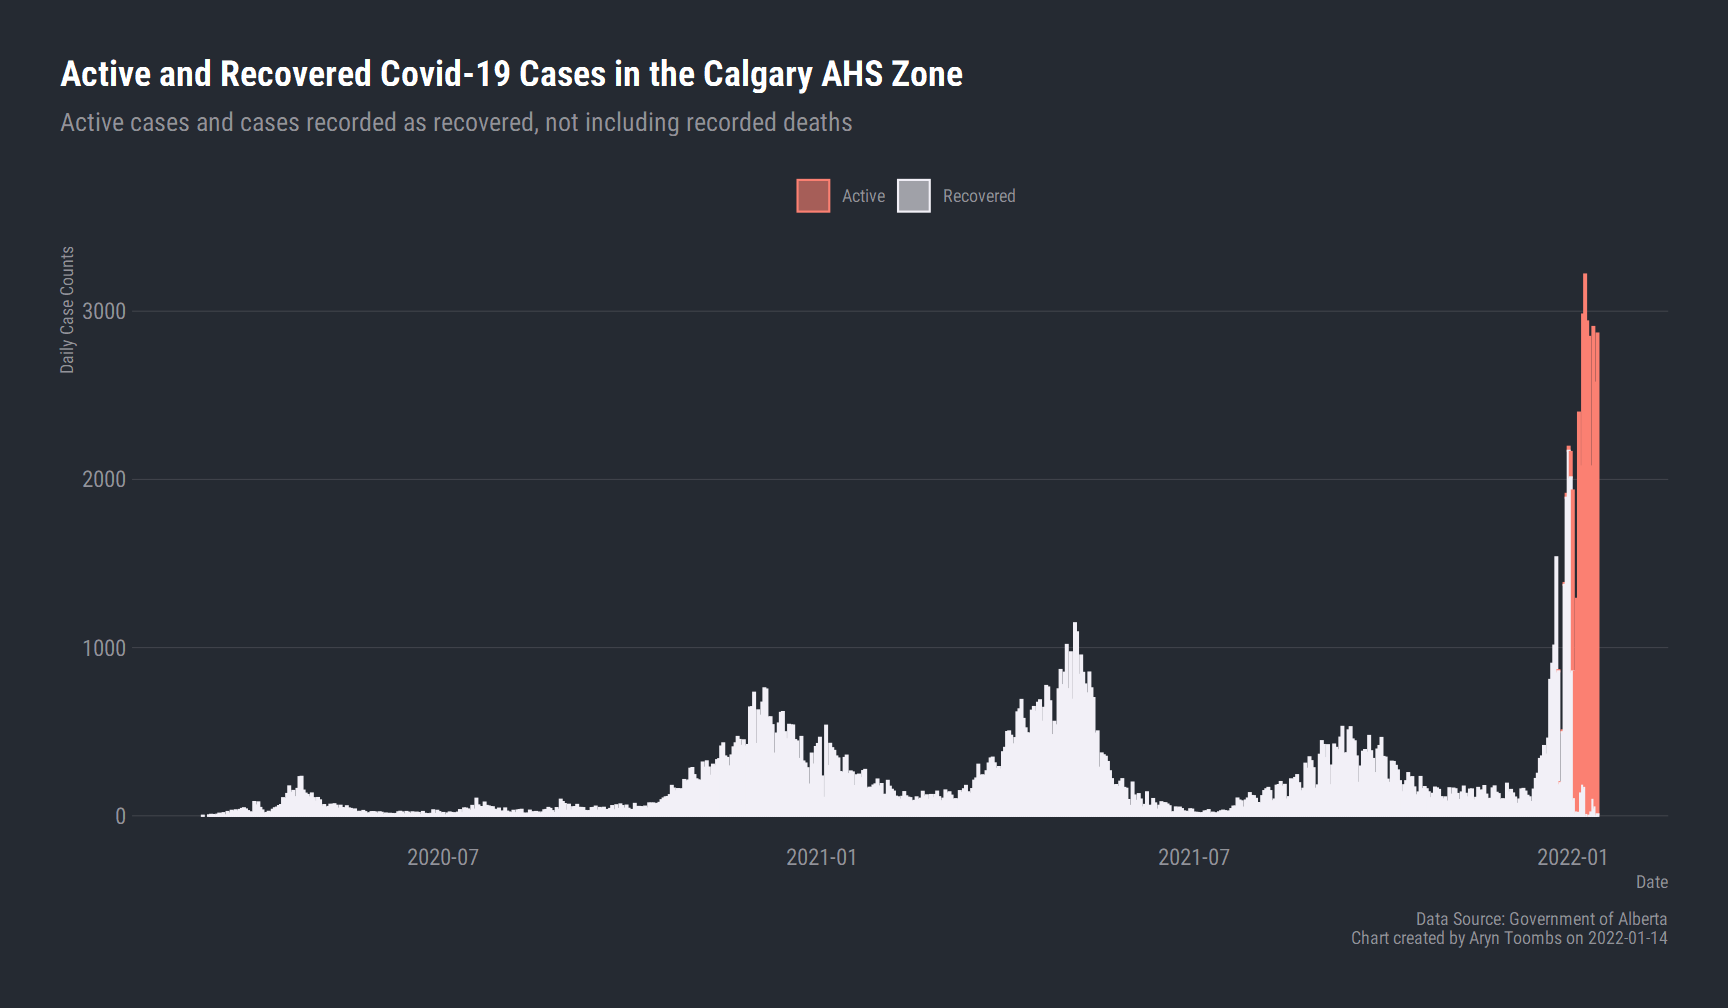 Active and Recovered Covid-19 Cases in the Calgary AHS Zone
Active cases and cases recorded as recovered, not including recorded deaths
Active
Recovered
Daily Case Counts
3000
2000
1000
0
2020-07
2021-01
2021-07
2022-01
Date
Data Source: Government of Alberta
Chart created by Aryn Toombs on 2022-01-14